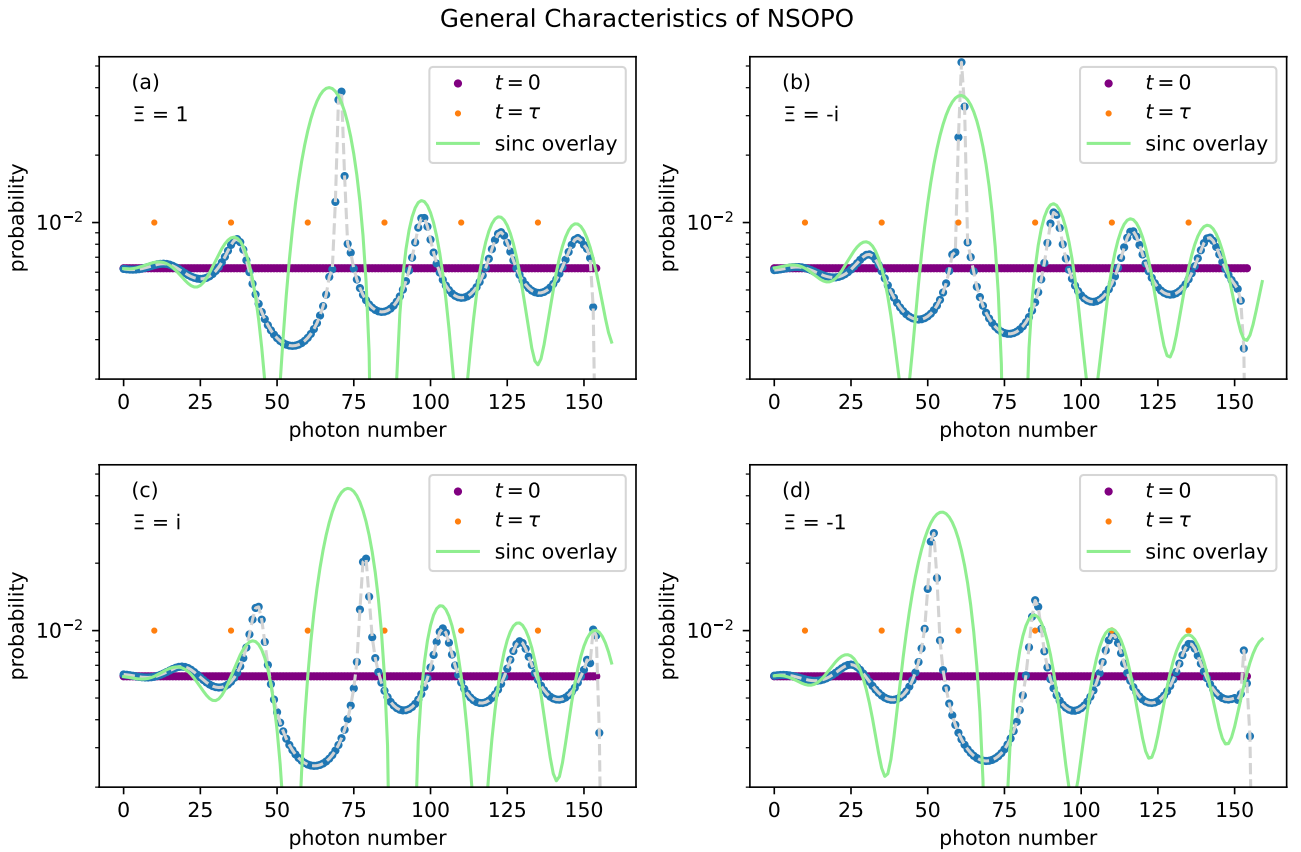 General Characteristics of NSOPO
(a)
Ξ = 1
t = 0
t = τ
sinc overlay
probability
10⁻²
0 25 50 75 100 125 150
photon number
(b)
Ξ = -i
t = 0
t = τ
sinc overlay
probability
10⁻²
0 25 50 75 100 125 150
photon number
(c)
Ξ = i
t = 0
t = τ
sinc overlay
probability
10⁻²
0 25 50 75 100 125 150
photon number
(d)
Ξ = -1
t = 0
t = τ
sinc overlay
probability
10⁻²
0 25 50 75 100 125 150
photon number